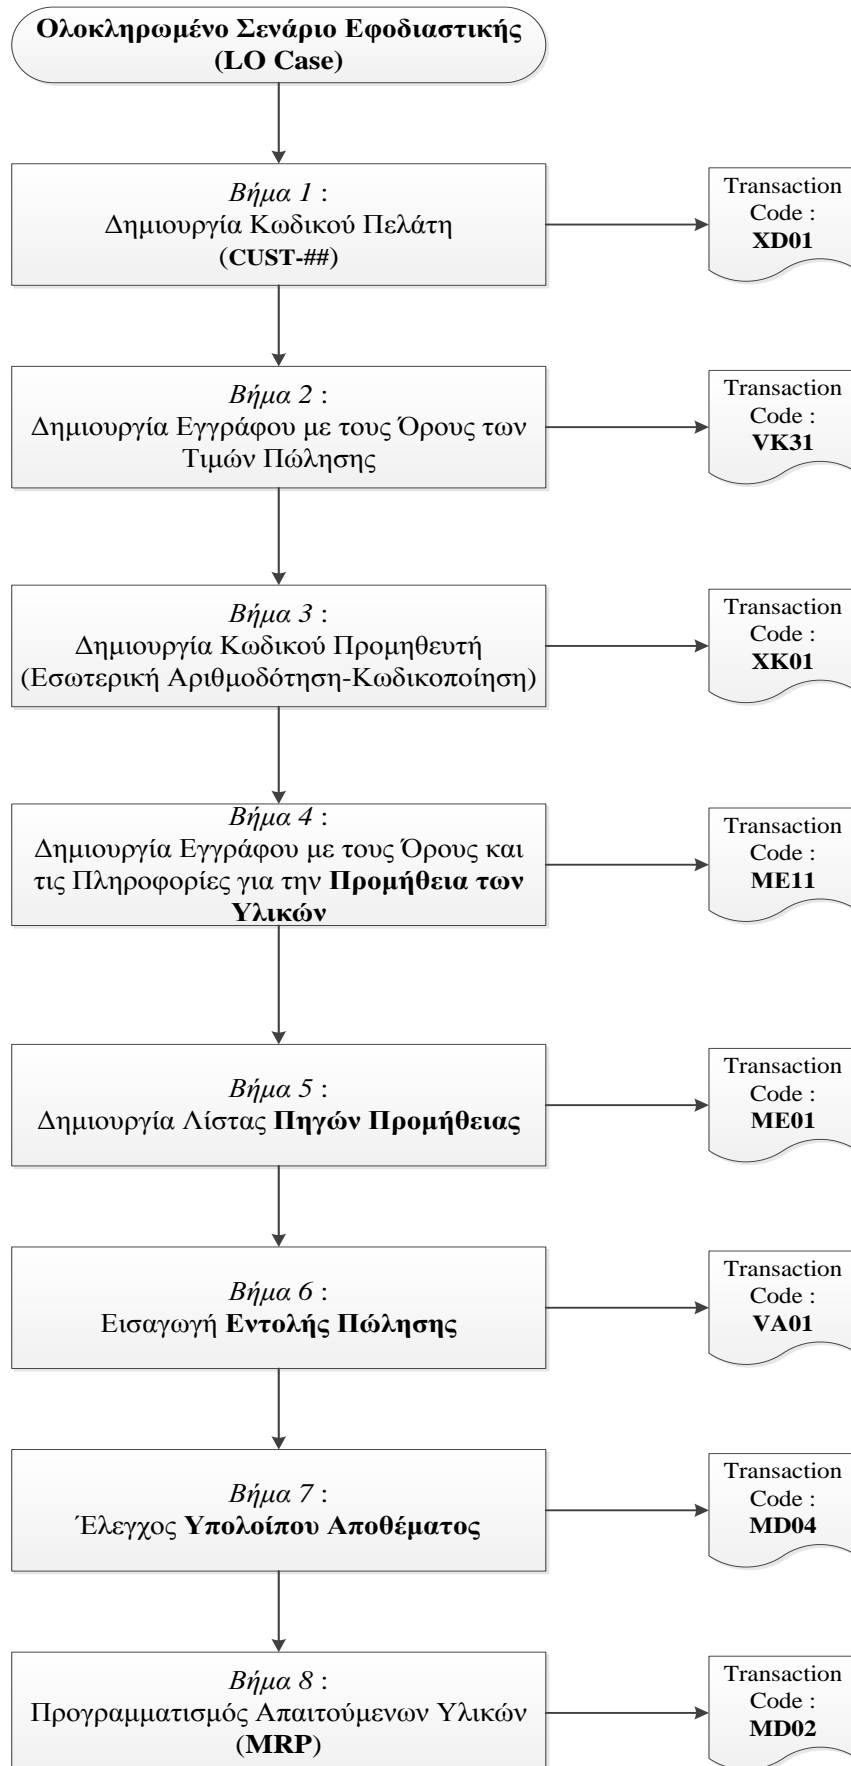 Ολοκληρωμένο Σενάριο Εφοδιαστικής
(LO Case)
Βήμα 1 :
Δημιουργία Κωδικού Πελάτη
(CUST-##)
Transaction
Code :
XD01
Βήμα 2 :
Δημιουργία Εγγράφου με τους Όρους των
Τιμών Πώλησης
Transaction
Code :
VK31
Βήμα 3 :
Δημιουργία Κωδικού Προμηθευτή
(Εσωτερική Αριθμοδότηση-Κωδικοποίηση)
Transaction
Code :
XK01
Βήμα 4 :
Δημιουργία Εγγράφου με τους Όρους και
τις Πληροφορίες για την Προμήθεια των
Υλικών
Transaction
Code :
ME11
Βήμα 5 :
Δημιουργία Λίστας Πηγών Προμήθειας
Transaction
Code :
ME01
Βήμα 6 :
Εισαγωγή Εντολής Πώλησης
Transaction
Code :
VA01
Βήμα 7 :
Έλεγχος Υπολοίπου Αποθέματος
Transaction
Code :
MD04
Βήμα 8 :
Προγραμματισμός Απαιτούμενων Υλικών
(MRP)
Transaction
Code :
MD02